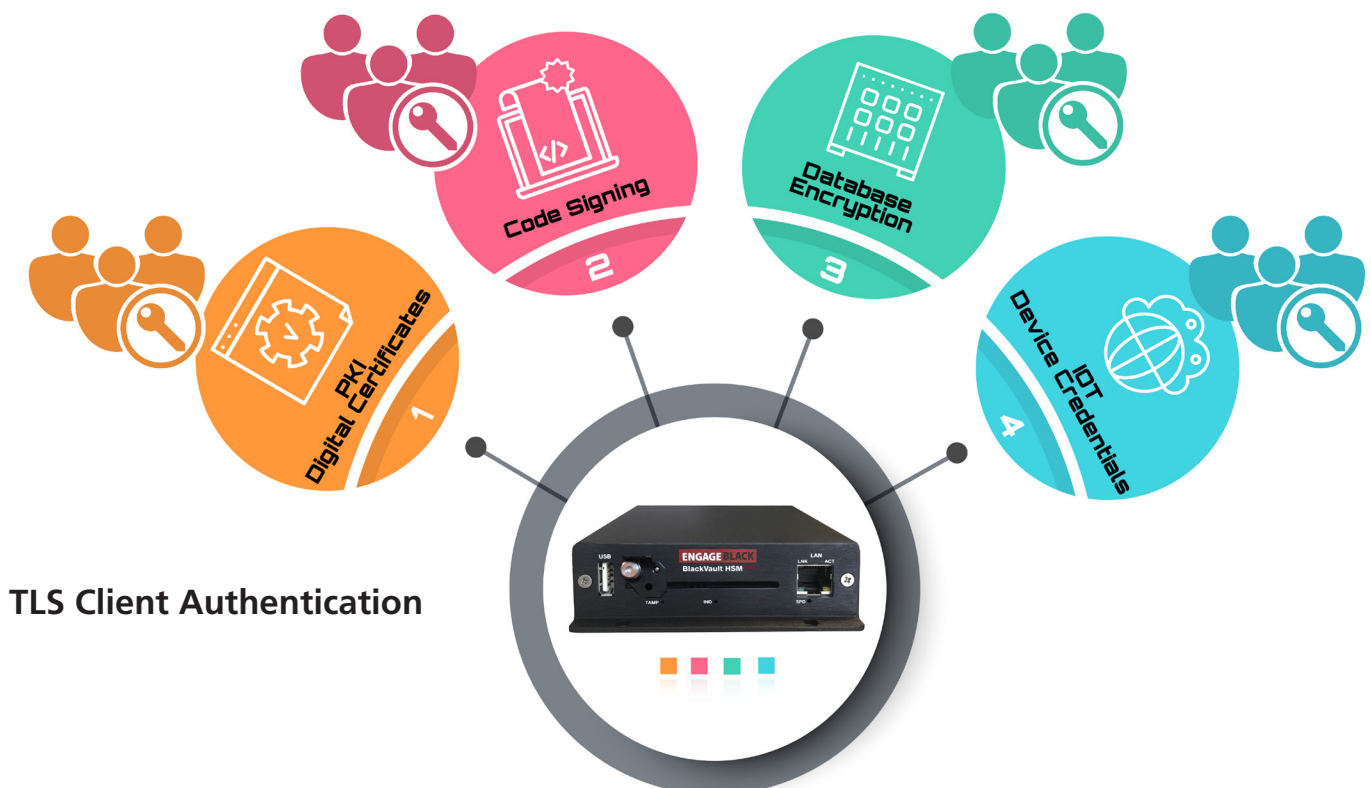 Code Signing
2
Database
Encryption
3
PKI
Digital Certificates
1
IOT
Device Credentials
4
USB
ENGAGE BLACK
BlackVault HSM
LAN
LNK ACT
TAMP
IND
SPD
TLS Client Authentication